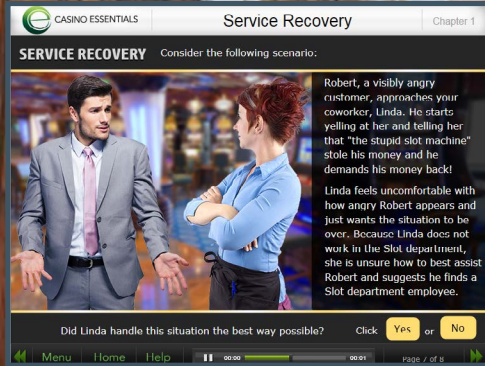 CASINO ESSENTIALS
Service Recovery
Chapter 1
SERVICE RECOVERY
Consider the following scenario:
Robert, a visibly angry
customer, approaches your
coworker, Linda. He starts
yelling at her and telling her
that "the stupid slot machine"
stole his money and he
demands his money back!
Linda feels uncomfortable with
how angry Robert appears and
just wants the situation to be
over. Because Linda does not
work in the Slot department,
she is unsure how to best assist
Robert and suggests he finds a
Slot department employee.
Did Linda handle this situation the best way possible?
Click Yes or No
Menu Home Help 00:00 00:01 Page 7 of 8